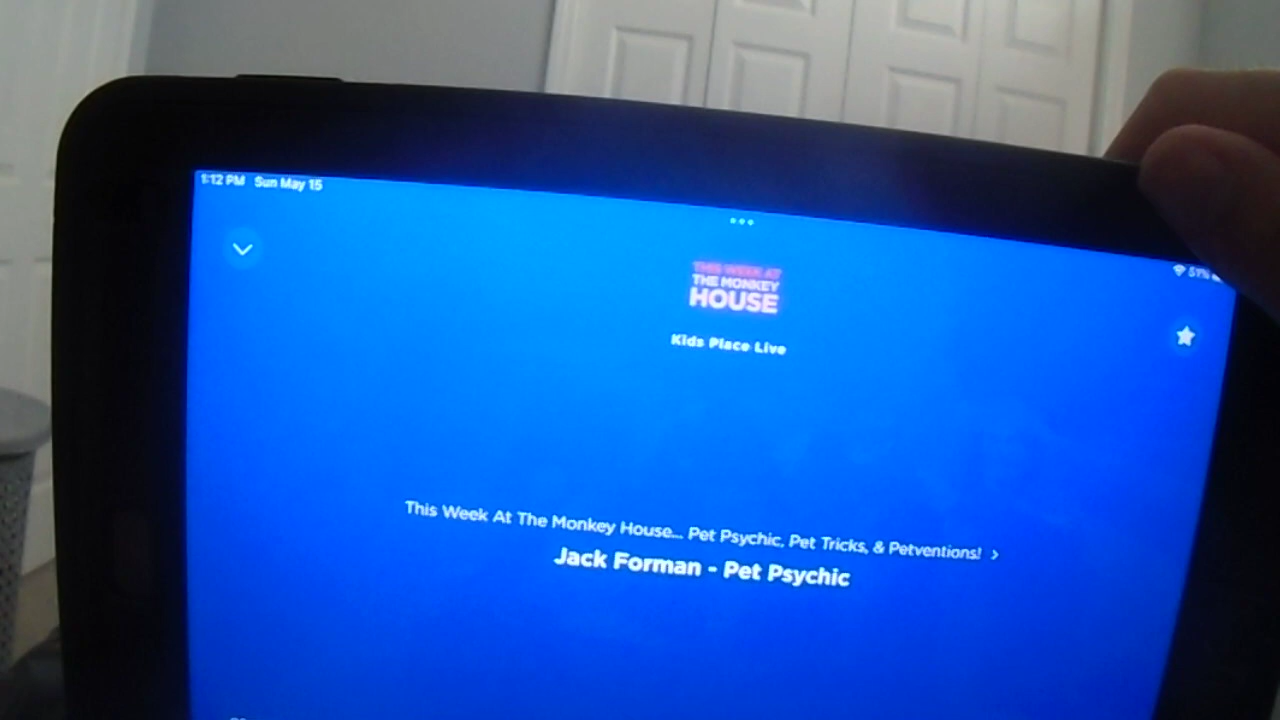 1:12 PM Sun May 15
51%
THIS WEEK AT
THE MONKEY
HOUSE
Kids Place Live
This Week At The Monkey House... Pet Psychic, Pet Tricks, & Petventions!
Jack Forman - Pet Psychic